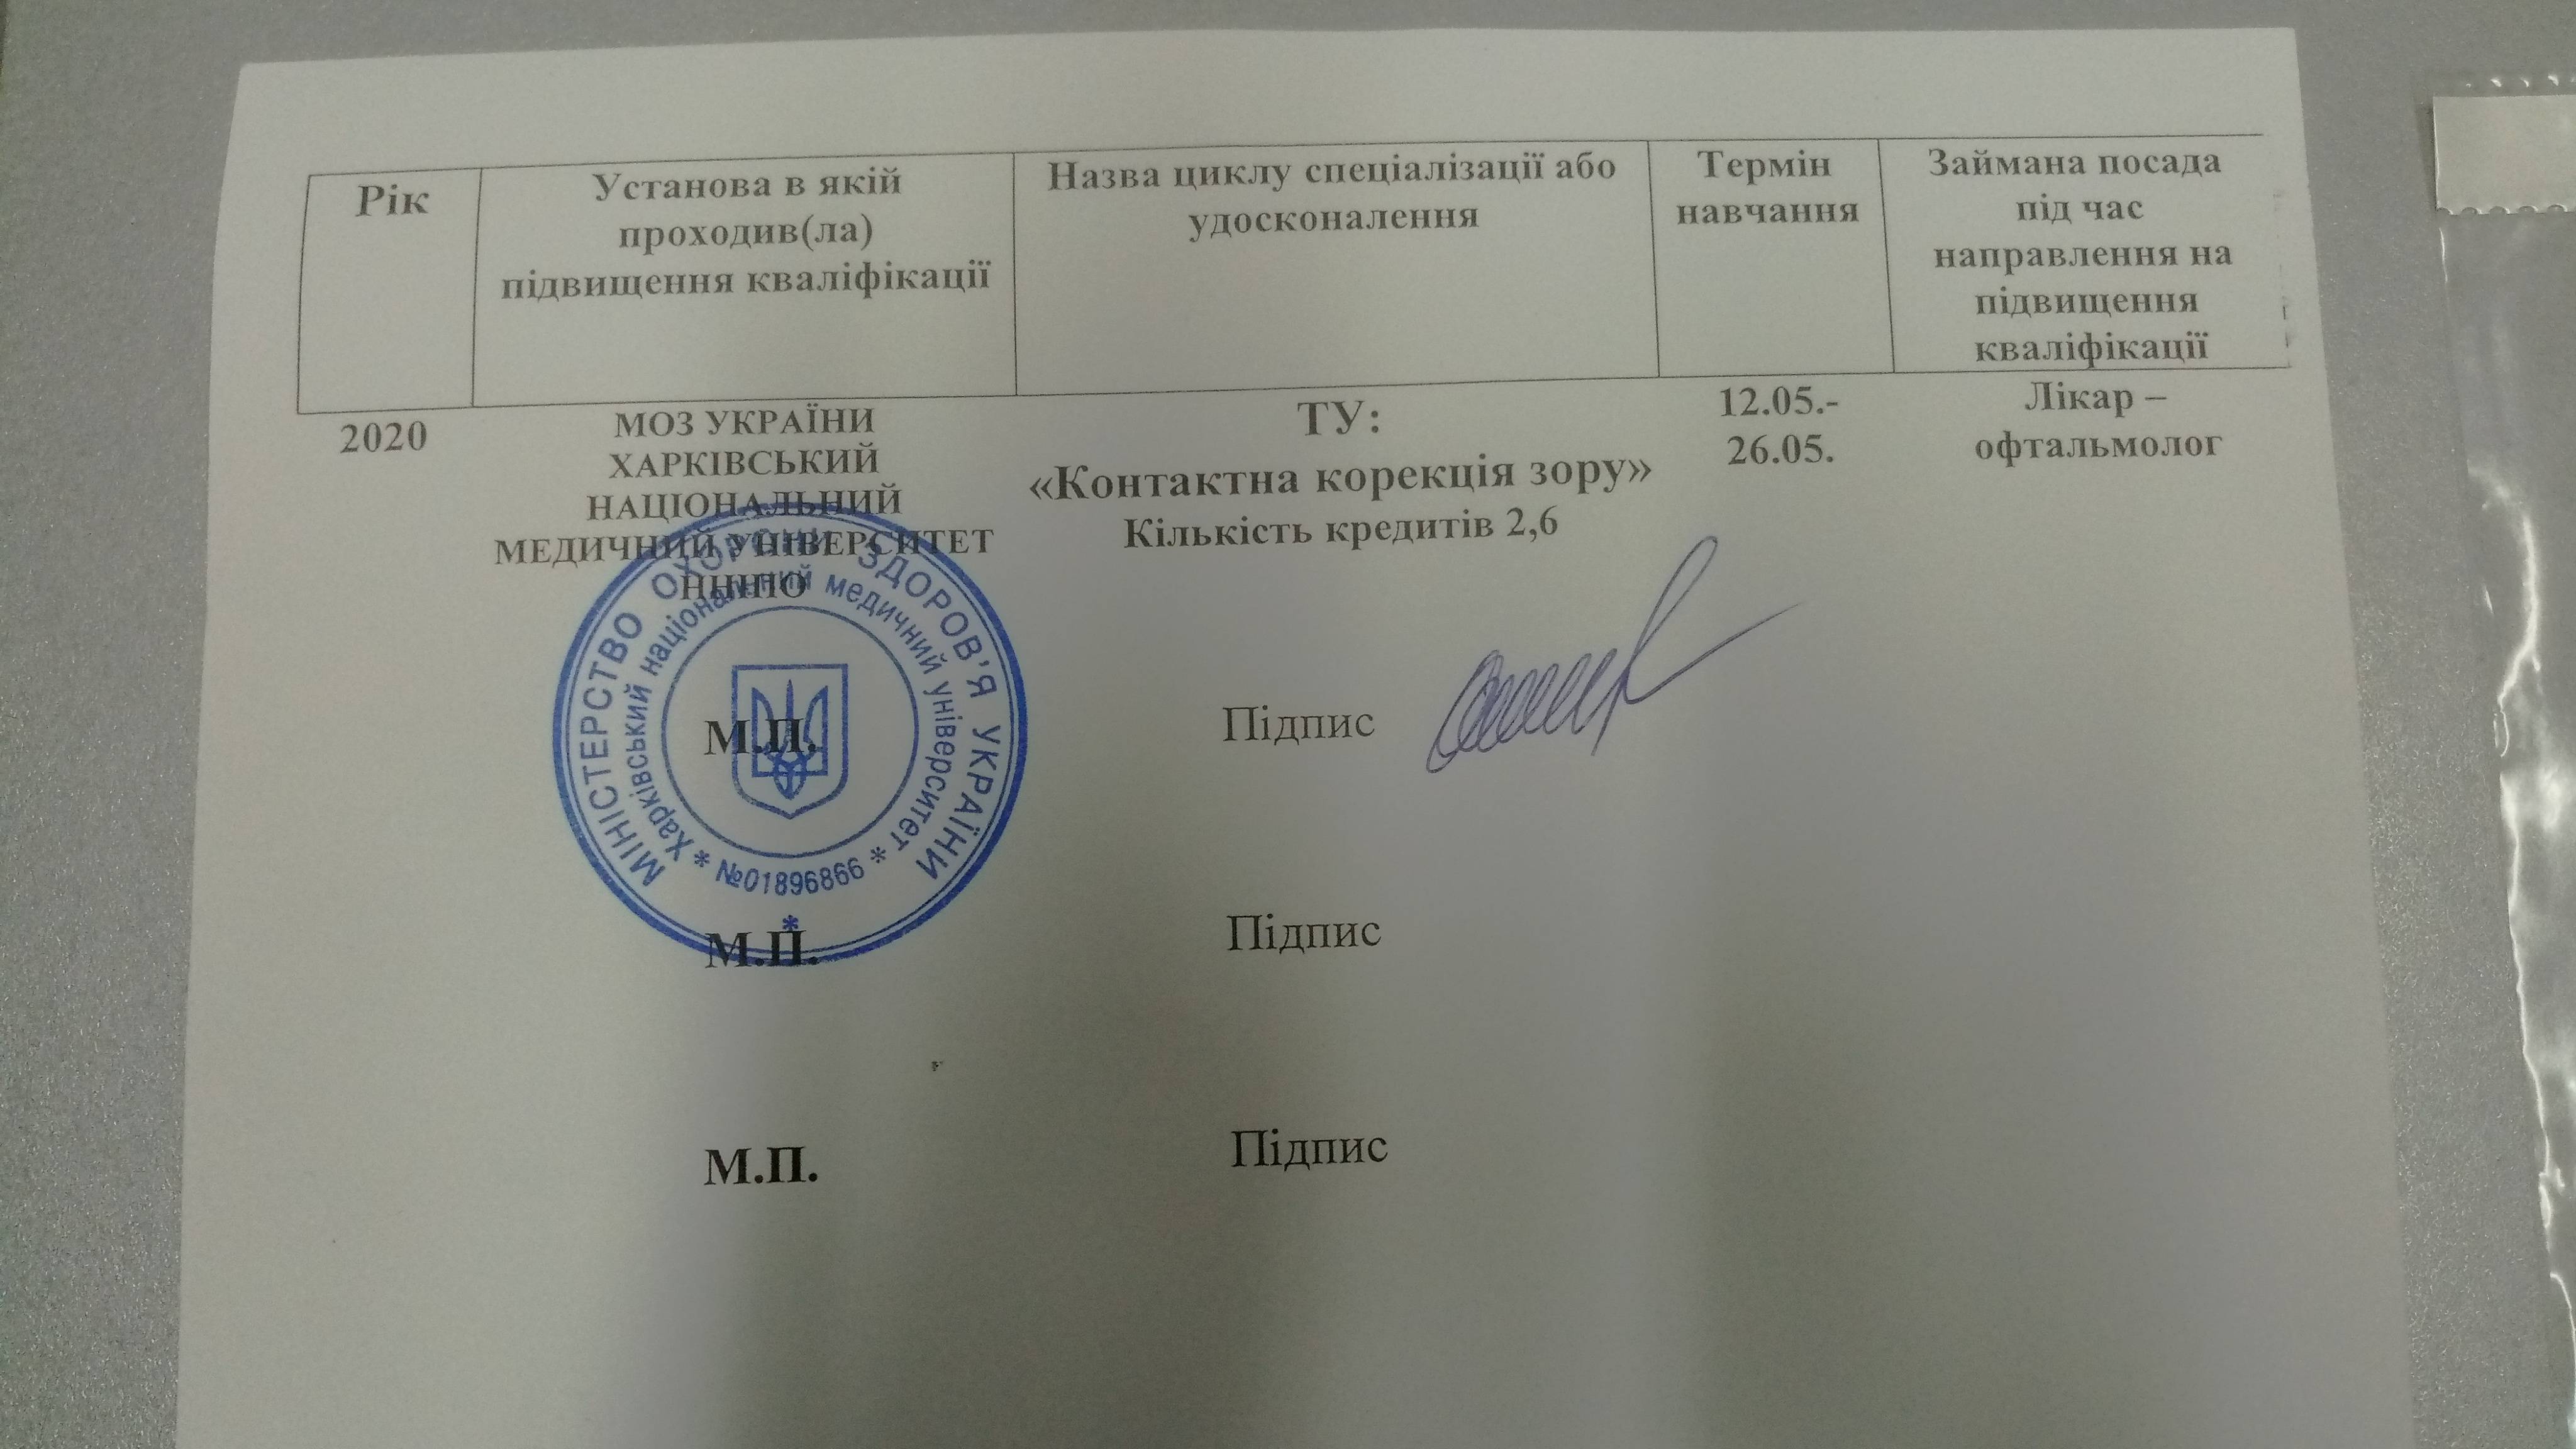 Рік
Установа в якій
проходив(ла)
підвищення кваліфікації
Назва циклу спеціалізації або
удосконалення
Термін
навчання
Займана посада
під час
направлення на
підвищення
кваліфікації
2020
МОЗ УКРАЇНИ
ХАРКІВСЬКИЙ
НАЦІОНАЛЬНИЙ
МЕДИЧНИЙ УНІВЕРСИТЕТ
ННІПО
ТУ:
«Контактна корекція зору»
Кількість кредитів 2,6
12.05.-
26.05.
Лікар –
офтальмолог
МІНІСТЕРСТВО ОХОРОНИ ЗДОРОВ'Я УКРАЇНИ
*
Харківський національний медичний університет
* №01896866 *
М.П.
Підпис
М.П.
Підпис
М.П.
Підпис